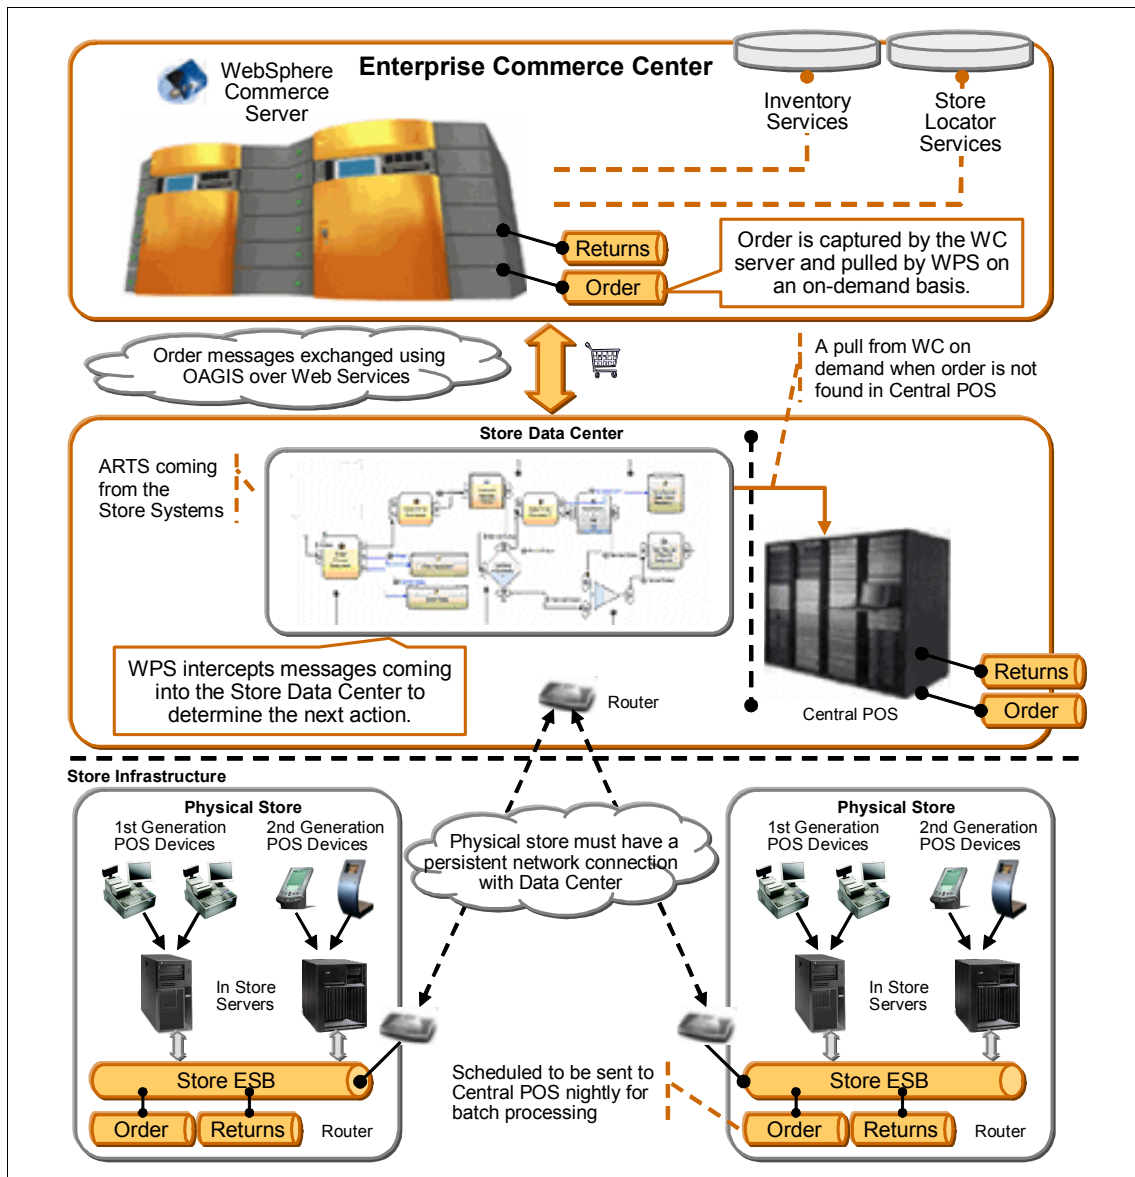 Enterprise Commerce Center
WebSphere
Commerce
Server
Inventory
Services
Store
Locator
Services
Returns
Order
Order is captured by the WC
server and pulled by WPS on
an on-demand basis.
Order messages exchanged using
OAGIS over Web Services
A pull from WC on
demand when order is not
found in Central POS
Store Data Center
ARTS coming
from the
Store Systems
WPS intercepts messages coming
into the Store Data Center to
determine the next action.
Router
Central POS
Returns
Order
Store Infrastructure
Physical Store
1st Generation
POS Devices
2nd Generation
POS Devices
In Store
Servers
Store ESB
Order
Returns
Router
Physical store must have a
persistent network connection
with Data Center
Scheduled to be sent to
Central POS nightly for
batch processing
Physical Store
1st Generation
POS Devices
2nd Generation
POS Devices
In Store
Servers
Store ESB
Order
Returns
Router